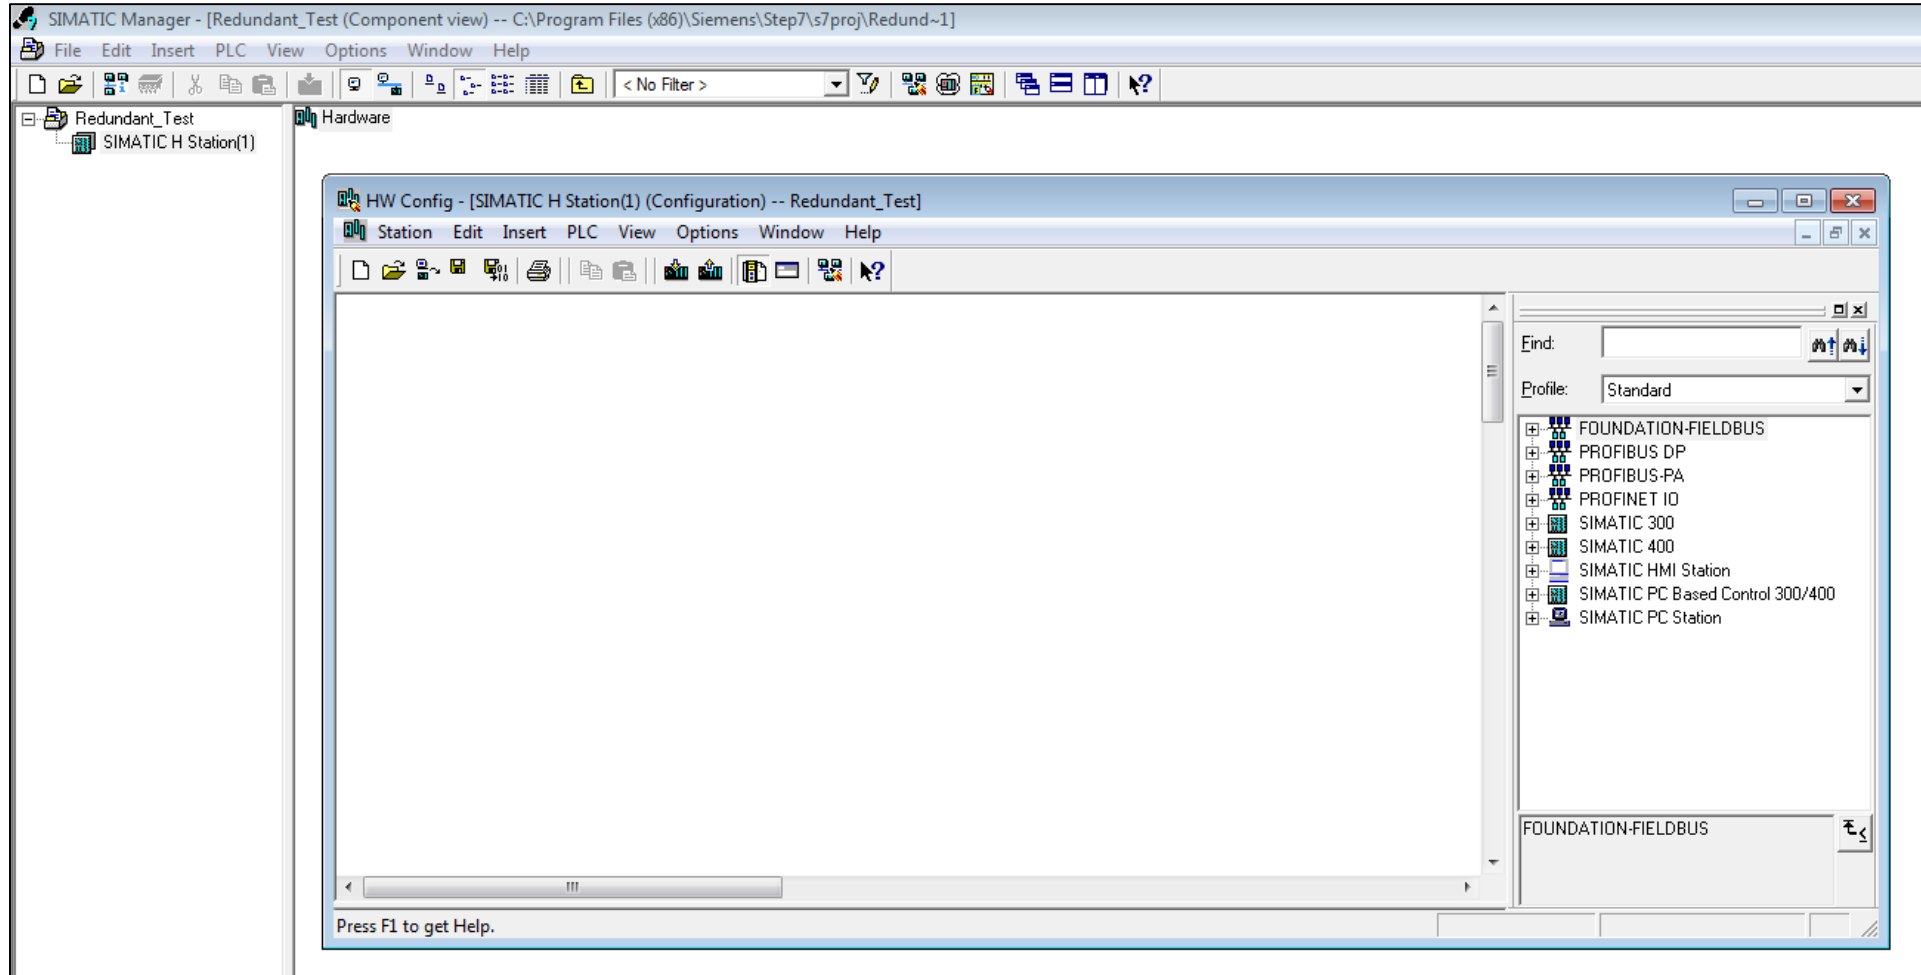 SIMATIC Manager - [Redundant_Test (Component view) -- C:\Program Files (x86)\Siemens\Step7\s7proj\Redund~1]
File Edit Insert PLC View Options Window Help
< No Filter >
Redundant_Test
SIMATIC H Station(1)
Hardware
HW Config - [SIMATIC H Station(1) (Configuration) -- Redundant_Test]
Station Edit Insert PLC View Options Window Help
Find:
Profile: Standard
FOUNDATION-FIELDBUS
PROFIBUS DP
PROFIBUS-PA
PROFINET IO
SIMATIC 300
SIMATIC 400
SIMATIC HMI Station
SIMATIC PC Based Control 300/400
SIMATIC PC Station
FOUNDATION-FIELDBUS
Press F1 to get Help.